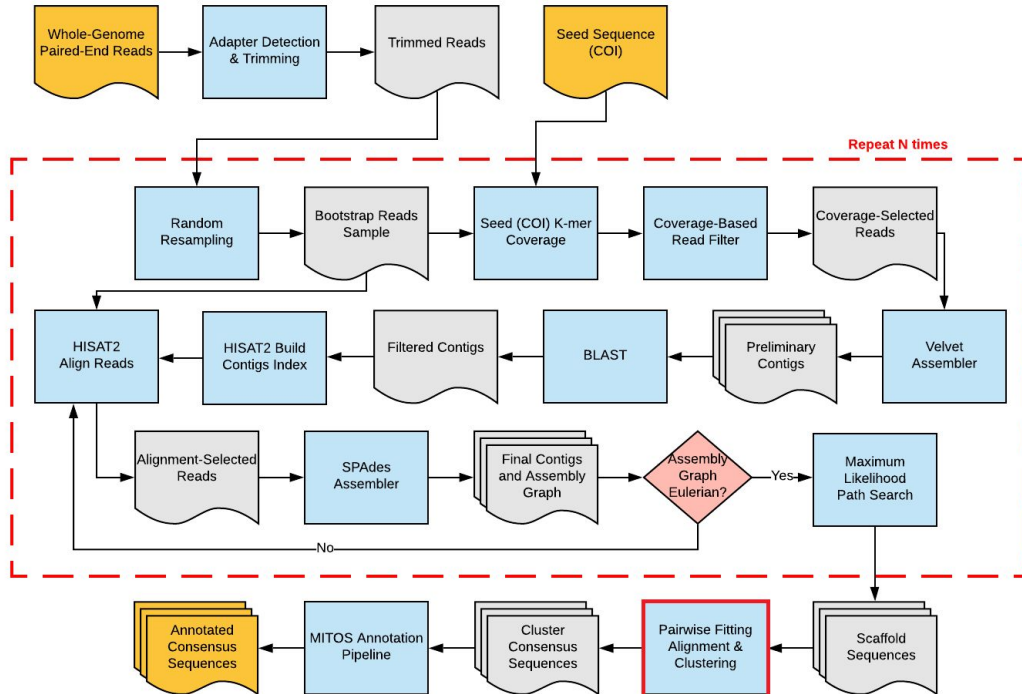 Whole-Genome
Paired-End Reads
Adapter Detection
& Trimming
Trimmed Reads
Seed Sequence
(COI)
Repeat N times
Random
Resampling
Bootstrap Reads
Sample
Seed (COI) K-mer
Coverage
Coverage-Based
Read Filter
Coverage-Selected
Reads
HISAT2
Align Reads
HISAT2 Build
Contigs Index
Filtered Contigs
BLAST
Preliminary
Contigs
Velvet
Assembler
Alignment-Selected
Reads
SPAdes
Assembler
Final Contigs
and Assembly
Graph
Assembly
Graph
Eulerian?
Yes
Maximum
Likelihood
Path Search
No
Annotated
Consensus
Sequences
MITOS Annotation
Pipeline
Cluster
Consensus
Sequences
Pairwise Fitting
Alignment &
Clustering
Scaffold
Sequences